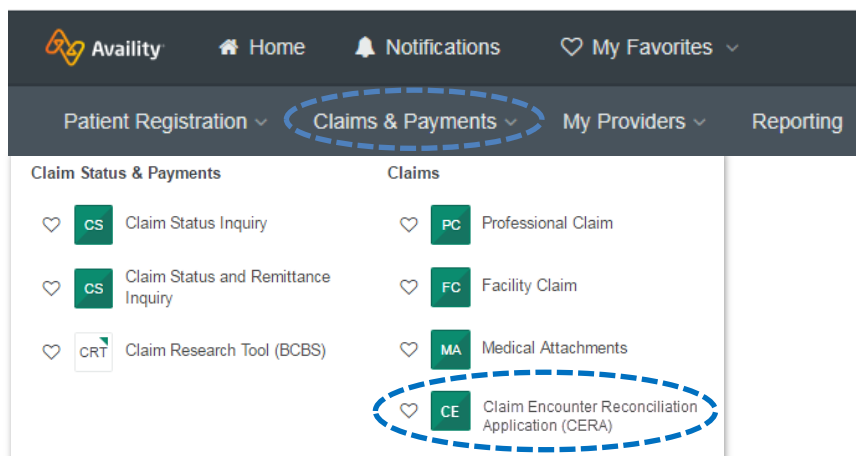 Availity Home Notifications My Favorites
Patient Registration Claims & Payments My Providers Reporting
Claim Status & Payments
CS Claim Status Inquiry
CS Claim Status and Remittance
Inquiry
CRT Claim Research Tool (BCBS)
Claims
PC Professional Claim
FC Facility Claim
MA Medical Attachments
CE Claim Encounter Reconciliation
Application (CERA)